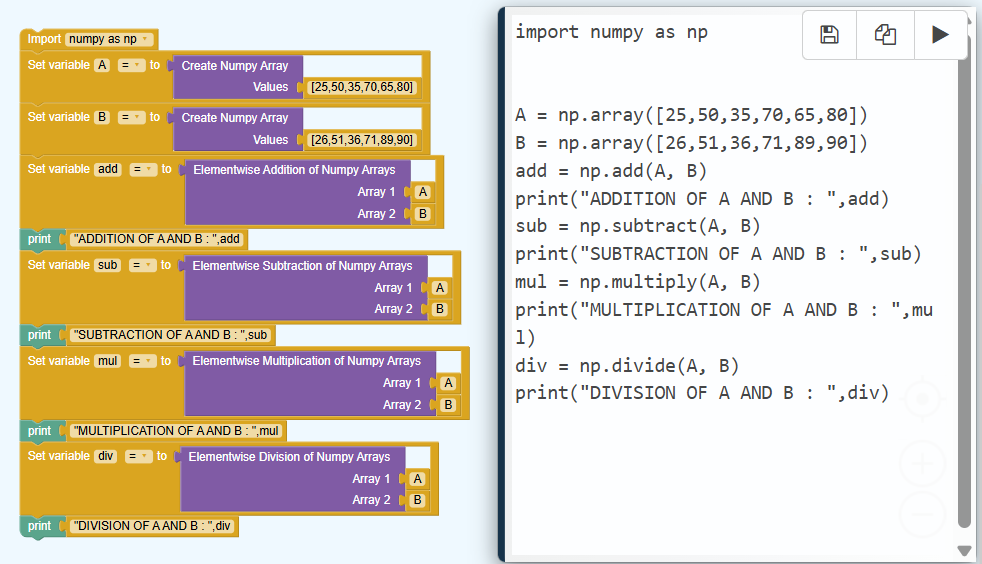 Import numpy as np
Set variable A = to Create Numpy Array
Values [25,50,35,70,65,80]
Set variable B = to Create Numpy Array
Values [26,51,36,71,89,90]
Set variable add = to Elementwise Addition of Numpy Arrays
Array 1 A
Array 2 B
print "ADDITION OF A AND B : ",add
Set variable sub = to Elementwise Subtraction of Numpy Arrays
Array 1 A
Array 2 B
print "SUBTRACTION OF A AND B : ",sub
Set variable mul = to Elementwise Multiplication of Numpy Arrays
Array 1 A
Array 2 B
print "MULTIPLICATION OF A AND B : ",mul
Set variable div = to Elementwise Division of Numpy Arrays
Array 1 A
Array 2 B
print "DIVISION OF A AND B : ",div
import numpy as np
A = np.array([25,50,35,70,65,80])
B = np.array([26,51,36,71,89,90])
add = np.add(A, B)
print("ADDITION OF A AND B : ",add)
sub = np.subtract(A, B)
print("SUBTRACTION OF A AND B : ",sub)
mul = np.multiply(A, B)
print("MULTIPLICATION OF A AND B : ",mu
l)
div = np.divide(A, B)
print("DIVISION OF A AND B : ",div)